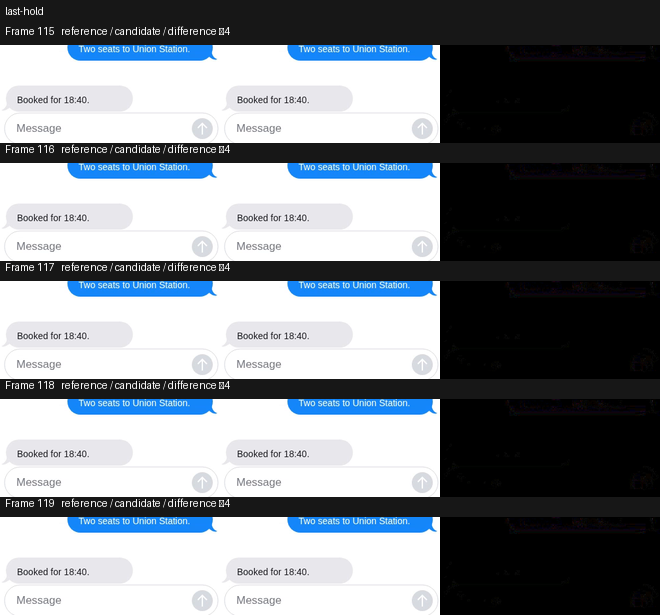 last-hold
Frame 115 reference / candidate / difference 4
Two seats to Union Station. Two seats to Union Station.
Booked for 18:40. Booked for 18:40.
Message Message
Frame 116 reference / candidate / difference 4
Two seats to Union Station. Two seats to Union Station.
Booked for 18:40. Booked for 18:40.
Message Message
Frame 117 reference / candidate / difference 4
Two seats to Union Station. Two seats to Union Station.
Booked for 18:40. Booked for 18:40.
Message Message
Frame 118 reference / candidate / difference 4
Two seats to Union Station. Two seats to Union Station.
Booked for 18:40. Booked for 18:40.
Message Message
Frame 119 reference / candidate / difference 4
Two seats to Union Station. Two seats to Union Station.
Booked for 18:40. Booked for 18:40.
Message Message